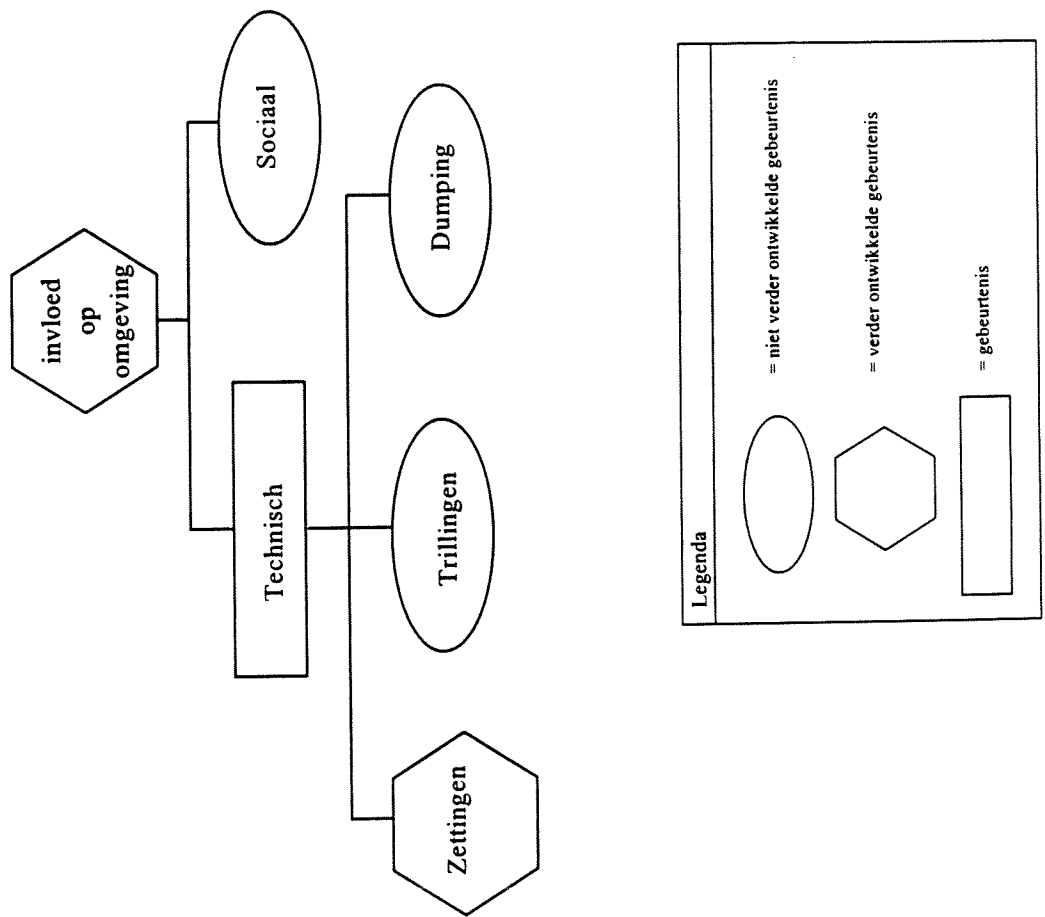 invloed
op
omgeving
Technisch
Sociaal
Zettingen
Trillingen
Dumping
Legenda
= niet verder ontwikkelde gebeurtenis
= verder ontwikkelde gebeurtenis
= gebeurtenis